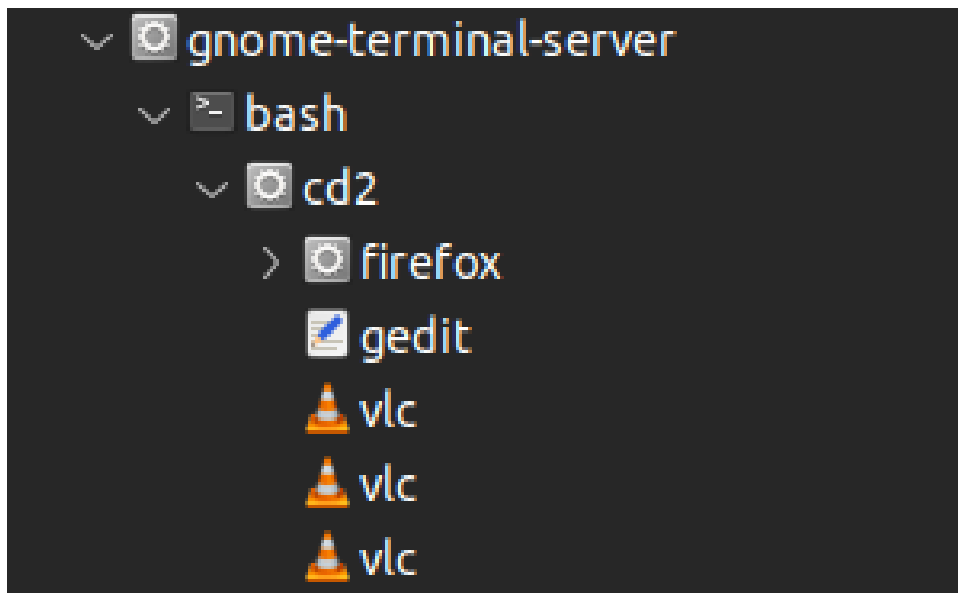 gnome-terminal-server
bash
cd2
firefox
gedit
vlc
vlc
vlc